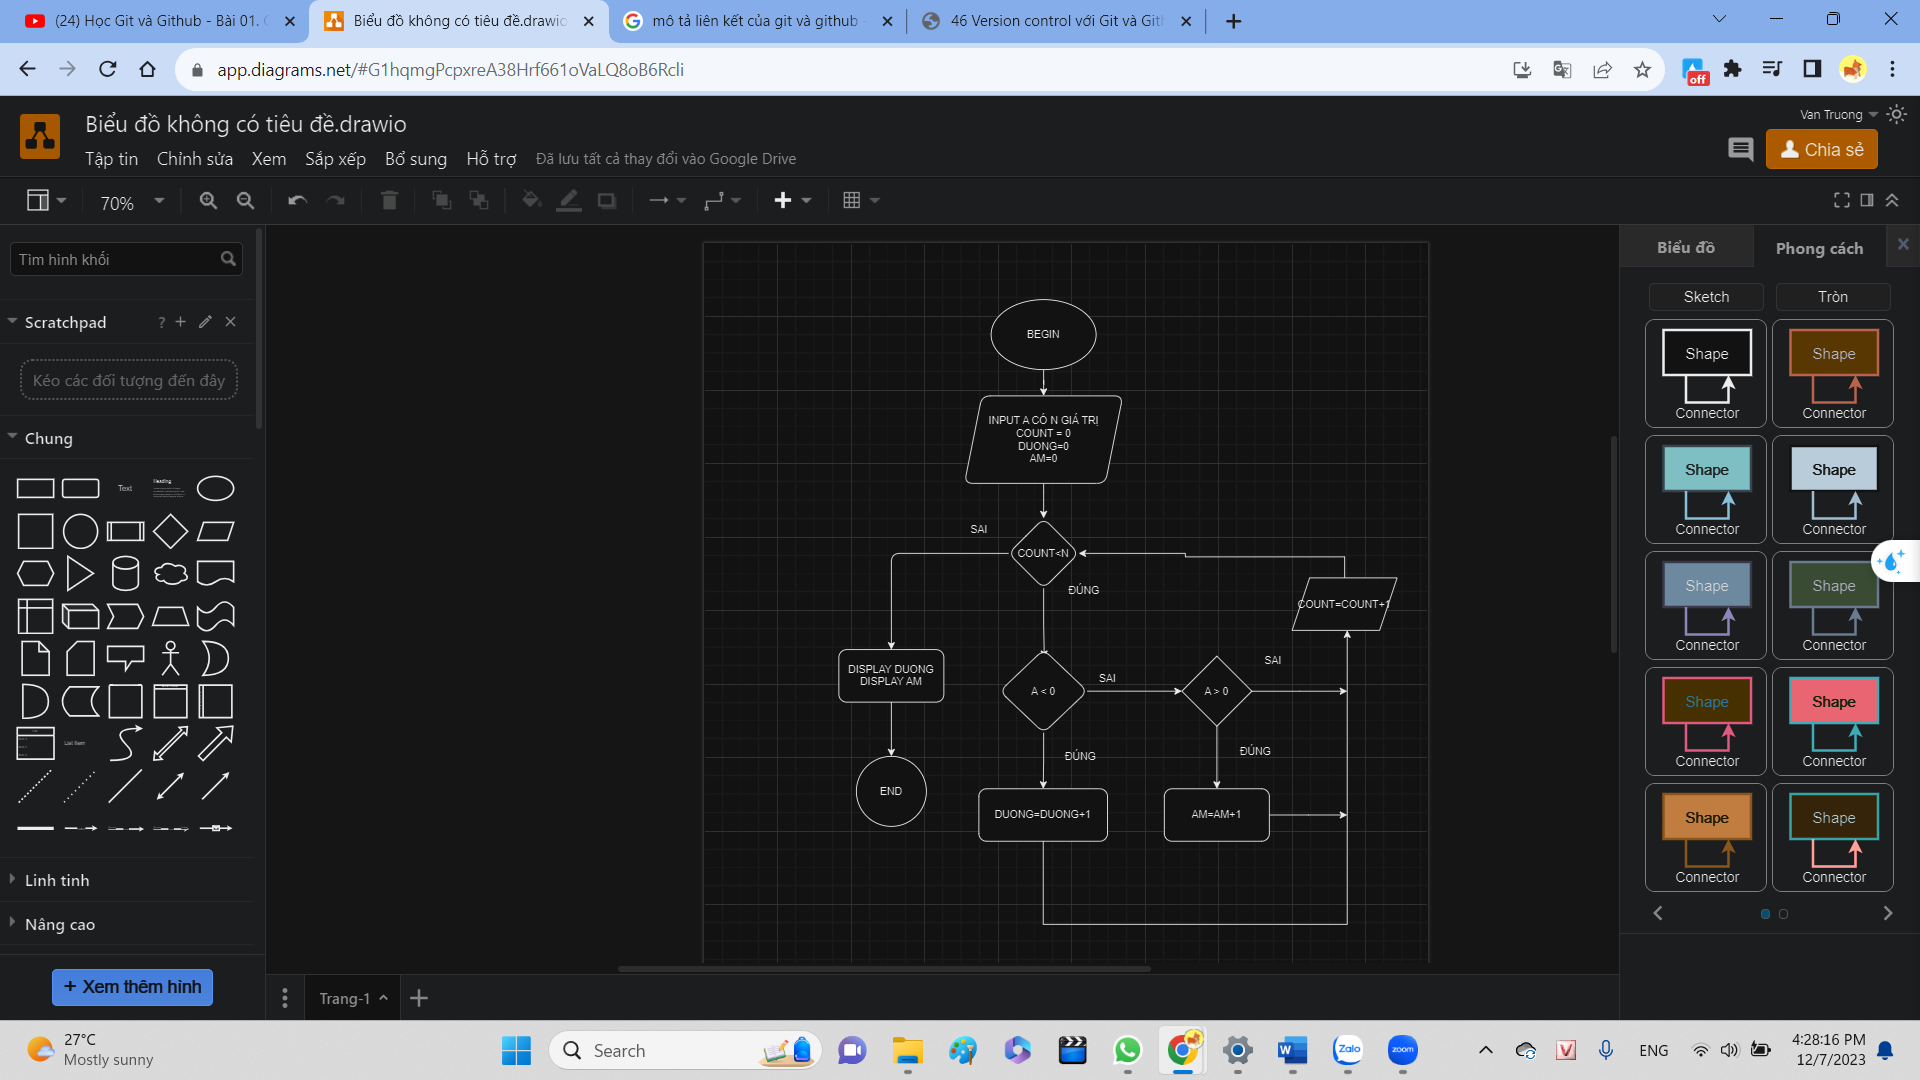 (24) Học Git và Github - Bài 01. G
Biểu đồ không có tiêu đề.drawio
mô tả liên kết của git và github -
46 Version control với Git và Gith
app.diagrams.net/#G1hqmgPcpxreA38Hrf661oVaLQ8oB6Rcli
off
Biểu đồ không có tiêu đề.drawio
Van Truong
Tập tin Chỉnh sửa Xem Sắp xếp Bổ sung Hỗ trợ Đã lưu tất cả thay đổi vào Google Drive
Chia sẻ
70%
Tìm hình khối
Scratchpad ?
Kéo các đối tượng đến đây
Chung
Text
Heading
List Item
Linh tinh
Nâng cao
+ Xem thêm hình
BEGIN
INPUT A CÓ N GIÁ TRỊ
COUNT = 0
DUONG=0
AM=0
SAI
COUNT<N
ĐÚNG
COUNT=COUNT+1
DISPLAY DUONG
DISPLAY AM
A < 0
SAI
A > 0
SAI
ĐÚNG
ĐÚNG
END
DUONG=DUONG+1
AM=AM+1
Trang-1
Biểu đồ
Phong cách
Sketch
Tròn
Shape
Connector
Shape
Connector
Shape
Connector
Shape
Connector
Shape
Connector
Shape
Connector
Shape
Connector
Shape
Connector
Shape
Connector
Shape
Connector
27°C
Mostly sunny
Search
W
Zalo
zoom
V
ENG
4:28:16 PM
12/7/2023